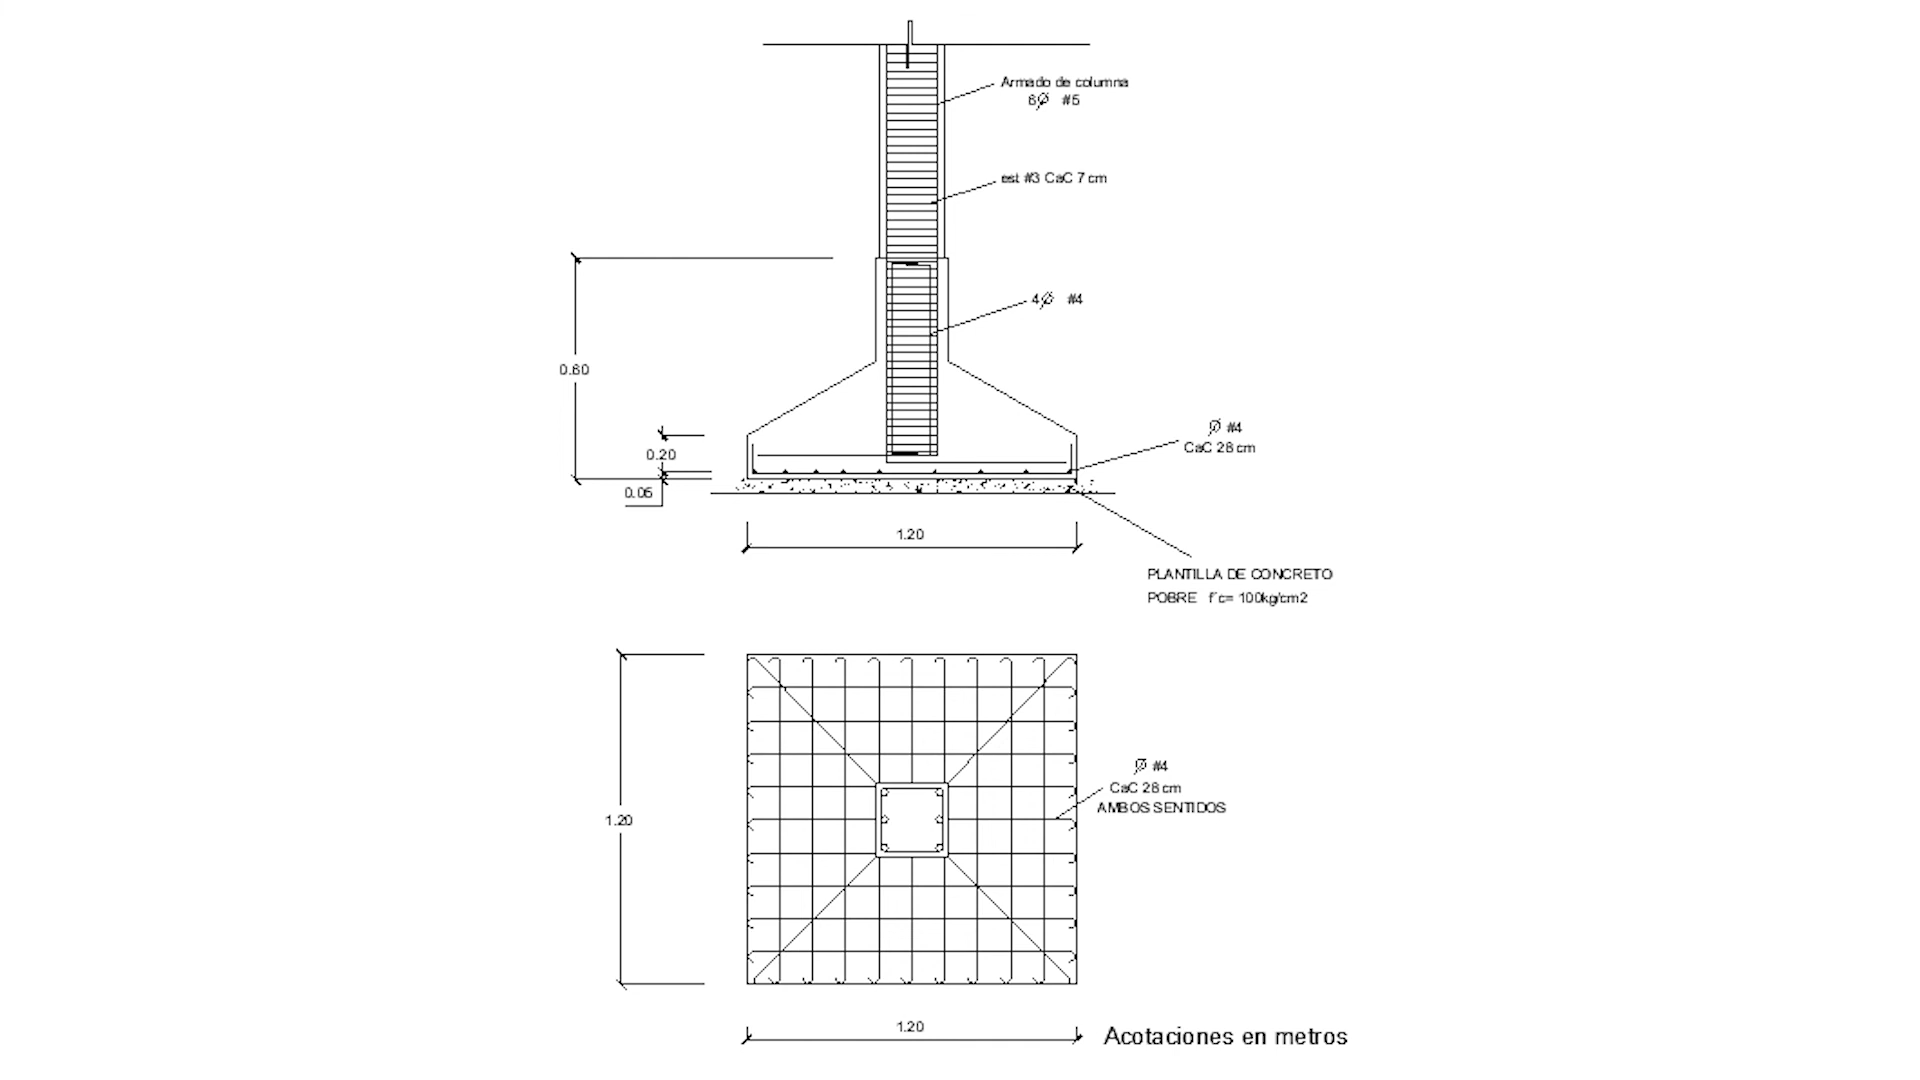 Armado de columna
6Ø #5
est #3 CaC 7 cm
4Ø #4
0.60
Ø #4
CaC 28 cm
0.20
0.05
1.20
PLANTILLA DE CONCRETO
POBRE f'c= 100kg/cm2
Ø #4
CaC 28 cm
AMBOS SENTIDOS
1.20
1.20
Acotaciones en metros